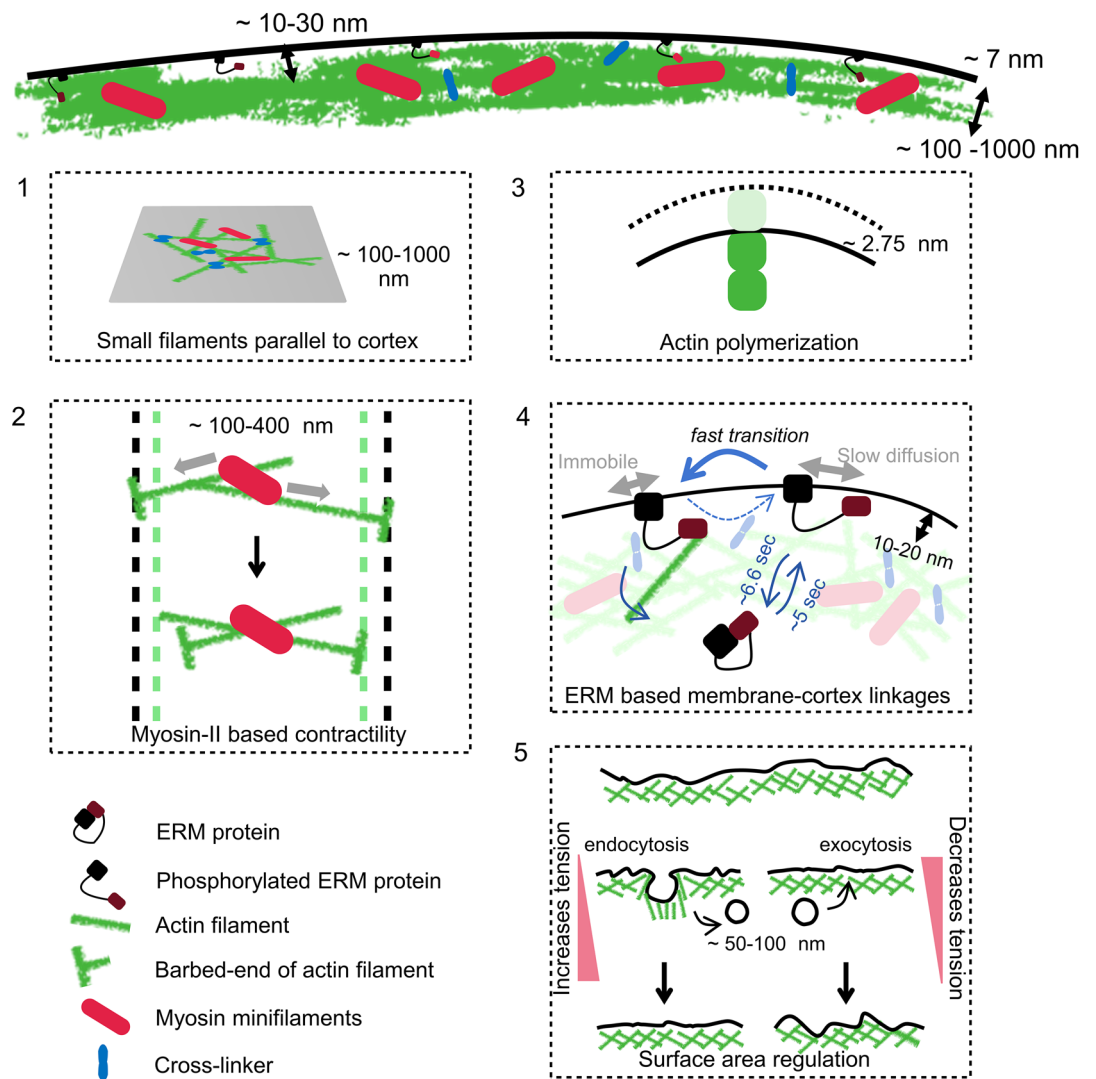 ~ 10-30 nm
~ 7 nm
~ 100 -1000 nm
1
~ 100-1000
nm
Small filaments parallel to cortex
3
~ 2.75 nm
Actin polymerization
2
~ 100-400 nm
Myosin-II based contractility
4
fast transition
Immobile
Slow diffusion
10-20 nm
~6.6 sec
~5 sec
ERM based membrane-cortex linkages
5
endocytosis
exocytosis
Increases tension
Decreases tension
~ 50-100 nm
Surface area regulation
ERM protein
Phosphorylated ERM protein
Actin filament
Barbed-end of actin filament
Myosin minifilaments
Cross-linker